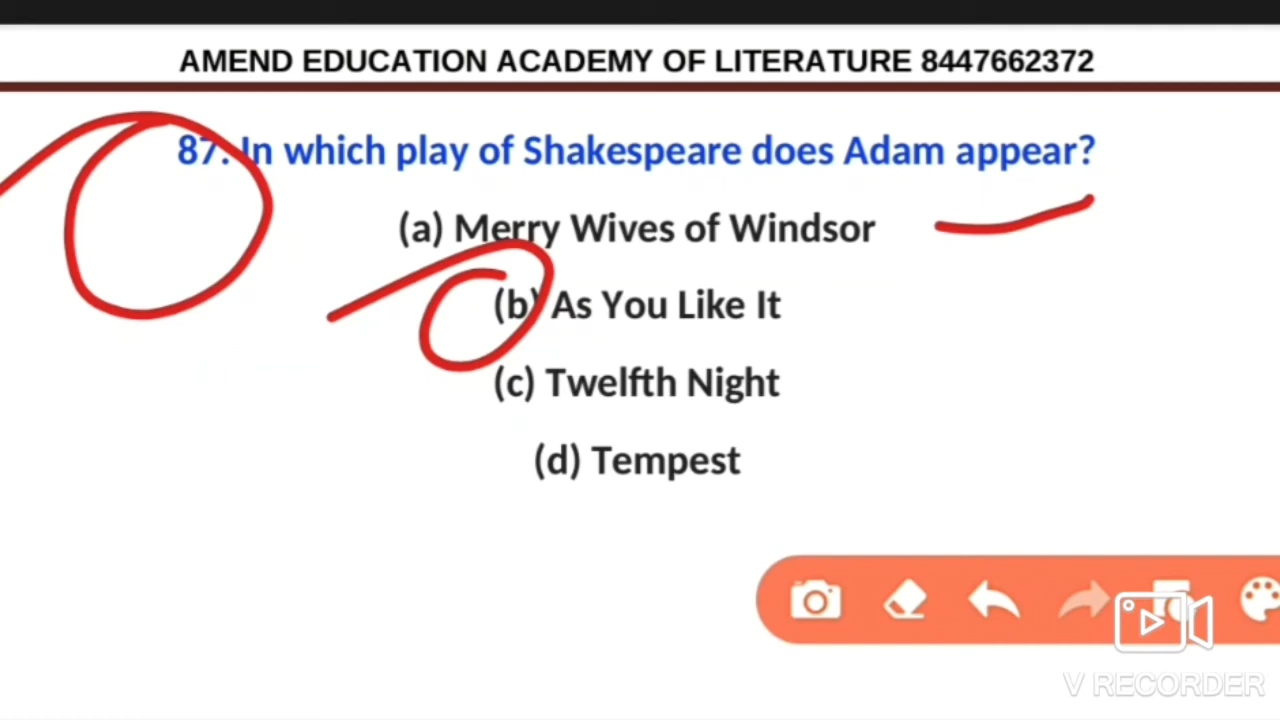 AMEND EDUCATION ACADEMY OF LITERATURE 8447662372
87. In which play of Shakespeare does Adam appear?
(a) Merry Wives of Windsor
(b) As You Like It
(c) Twelfth Night
(d) Tempest
V RECORDER